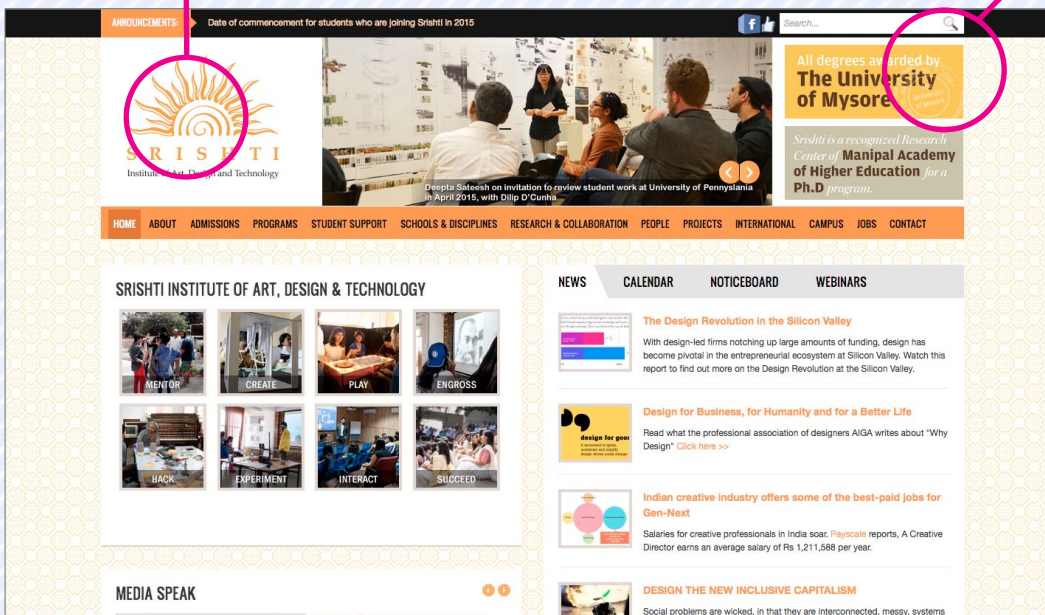 ANNOUNCEMENTS:
Date of commencement for students who are joining Srishti in 2015
f
Search...
SRISHTI
Institute of Art, Design and Technology
Deepta Sateesh on invitation to review student work at University of Pennyslania
in April 2015, with Dilip D'Cunha
All degrees awarded by
The University
of Mysore
University
of Mysore
Srishti is a recognized Research
Center of Manipal Academy
of Higher Education for a
Ph.D program.
HOME ABOUT ADMISSIONS PROGRAMS STUDENT SUPPORT SCHOOLS & DISCIPLINES RESEARCH & COLLABORATION PEOPLE PROJECTS INTERNATIONAL CAMPUS JOBS CONTACT
SRISHTI INSTITUTE OF ART, DESIGN & TECHNOLOGY
MENTOR
CREATE
PLAY
ENGROSS
HACK
EXPERIMENT
INTERACT
SUCCEED
MEDIA SPEAK
NEWS CALENDAR NOTICEBOARD WEBINARS
The Design Revolution in the Silicon Valley
With design-led firms notching up large amounts of funding, design has
become pivotal in the entrepreneurial ecosystem at Silicon Valley. Watch this
report to find out more on the Design Revolution at the Silicon Valley.
design for good
Design for Business, for Humanity and for a Better Life
Read what the professional association of designers AIGA writes about "Why
Design" Click here >>
Indian creative industry offers some of the best-paid jobs for
Gen-Next
Salaries for creative professionals in India soar. Payscale reports, A Creative
Director earns an average salary of Rs 1,211,588 per year.
DESIGN THE NEW INCLUSIVE CAPITALISM
Social problems are wicked, in that they are interconnected, messy, systems